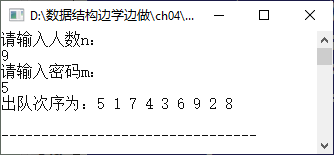 D:\数据结构边学边做\ch04\...
请输入人数n:
9
请输入密码m:
5
出队次序为: 5 1 7 4 3 6 9 2 8
--------------------------------